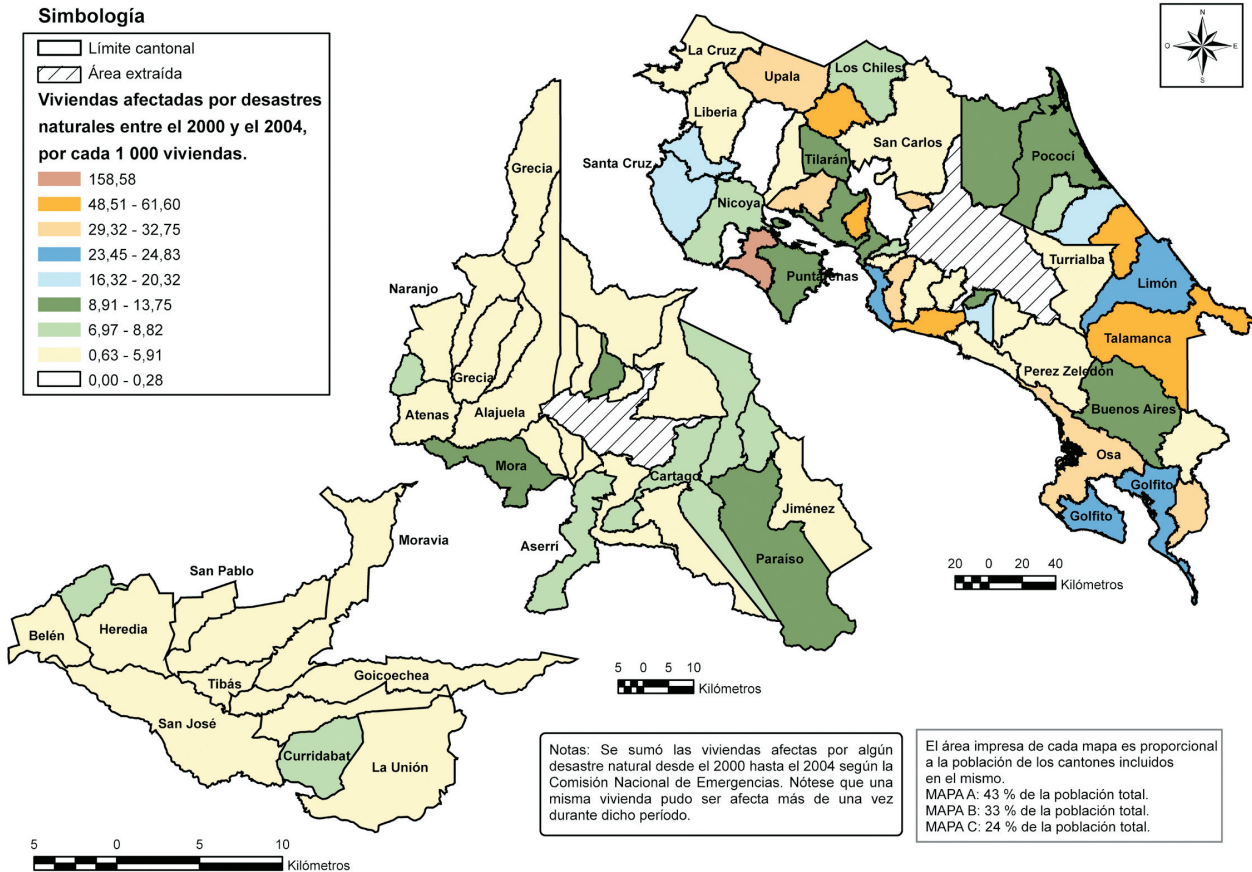 Simbología
Límite cantonal
Área extraída
Viviendas afectadas por desastres
naturales entre el 2000 y el 2004,
por cada 1 000 viviendas.
158,58
48,51 - 61,60
29,32 - 32,75
23,45 - 24,83
16,32 - 20,32
8,91 - 13,75
6,97 - 8,82
0,63 - 5,91
0,00 - 0,28
N
O
E
S
La Cruz
Upala
Los Chiles
Liberia
San Carlos
Santa Cruz
Tilarán
Pococí
Nicoya
Puntarenas
Turrialba
Limón
Talamanca
Perez Zeledón
Buenos Aires
Osa
Golfito
Golfito
20 0 20 40
Kilómetros
Grecia
Naranjo
Grecia
Atenas
Alajuela
Mora
Cartago
Jiménez
Aserrí
Paraíso
5 0 5 10
Kilómetros
Moravia
San Pablo
Belén
Heredia
Tibás
Goicoechea
San José
Curridabat
La Unión
5 0 5 10
Kilómetros
Notas: Se sumó las viviendas afectas por algún
desastre natural desde el 2000 hasta el 2004 según la
Comisión Nacional de Emergencias. Nótese que una
misma vivienda pudo ser afecta más de una vez
durante dicho período.
El área impresa de cada mapa es proporcional
a la población de los cantones incluidos
en el mismo.
MAPA A: 43 % de la población total.
MAPA B: 33 % de la población total.
MAPA C: 24 % de la población total.